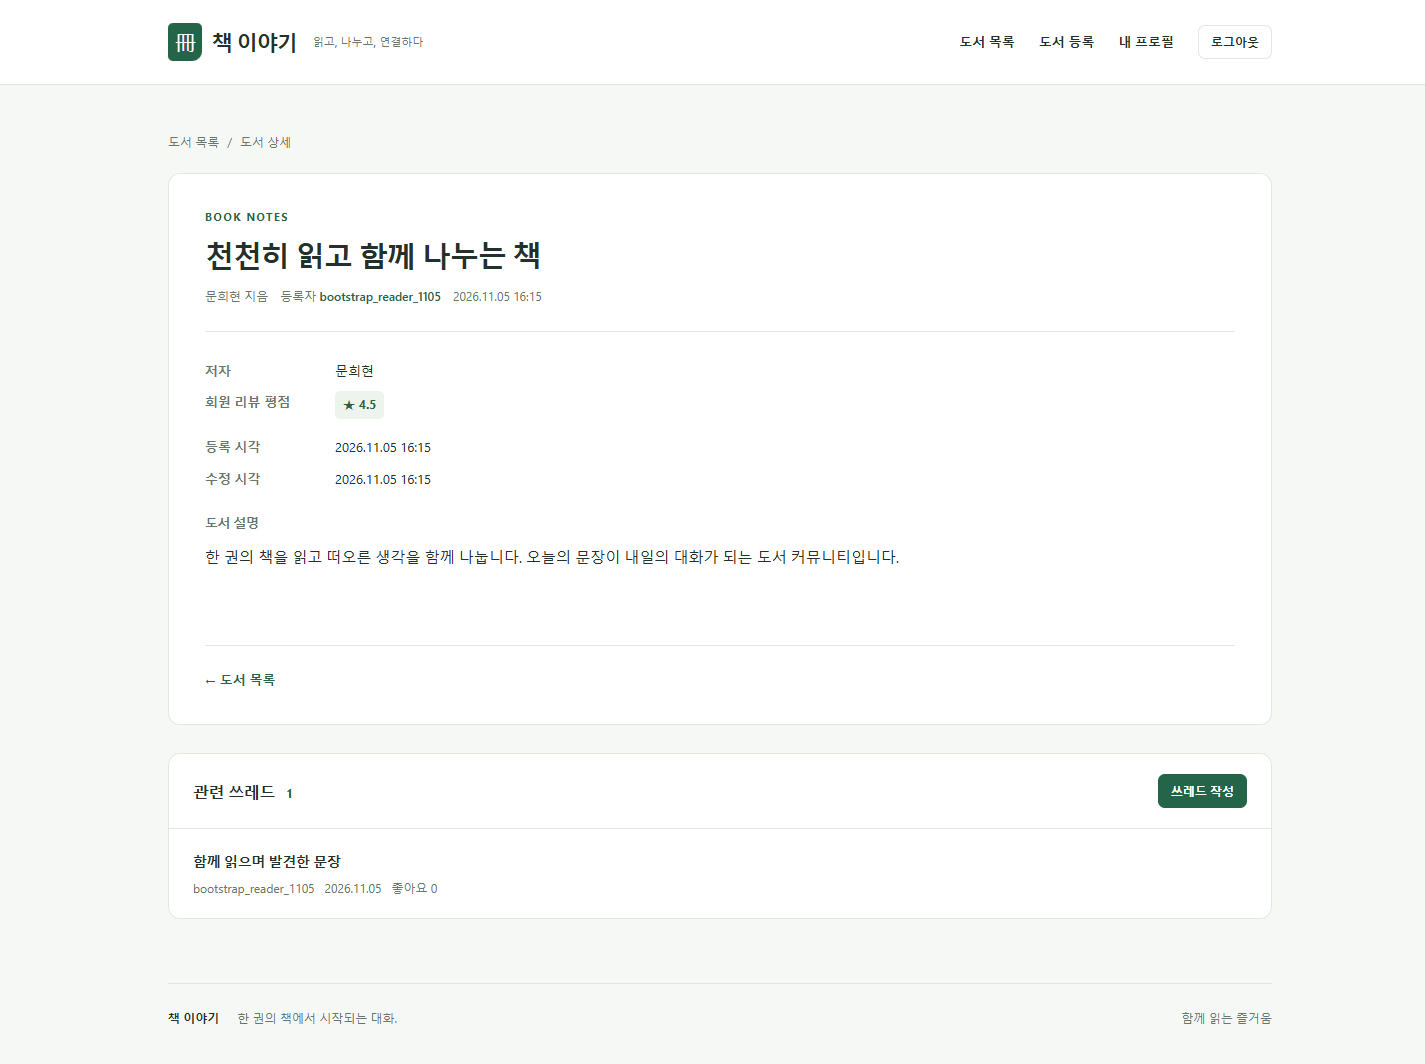 冊 책 이야기 읽고, 나누고, 연결하다 도서 목록 도서 등록 내 프로필 로그아웃
도서 목록 / 도서 상세
BOOK NOTES
천천히 읽고 함께 나누는 책
문희현 지음 등록자 bootstrap_reader_1105 2026.11.05 16:15
저자 문희현
회원 리뷰 평점 ★ 4.5
등록 시각 2026.11.05 16:15
수정 시각 2026.11.05 16:15
도서 설명
한 권의 책을 읽고 떠오른 생각을 함께 나눕니다. 오늘의 문장이 내일의 대화가 되는 도서 커뮤니티입니다.
← 도서 목록
관련 쓰레드 1 쓰레드 작성
함께 읽으며 발견한 문장
bootstrap_reader_1105 2026.11.05 좋아요 0
책 이야기 한 권의 책에서 시작되는 대화. 함께 읽는 즐거움